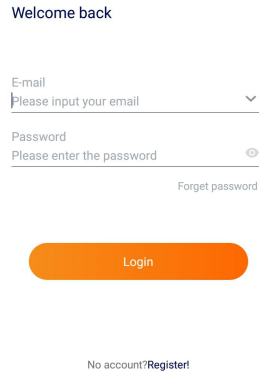 Welcome back
E-mail
Please input your email
Password
Please enter the password
Forget password
Login
No account?Register!